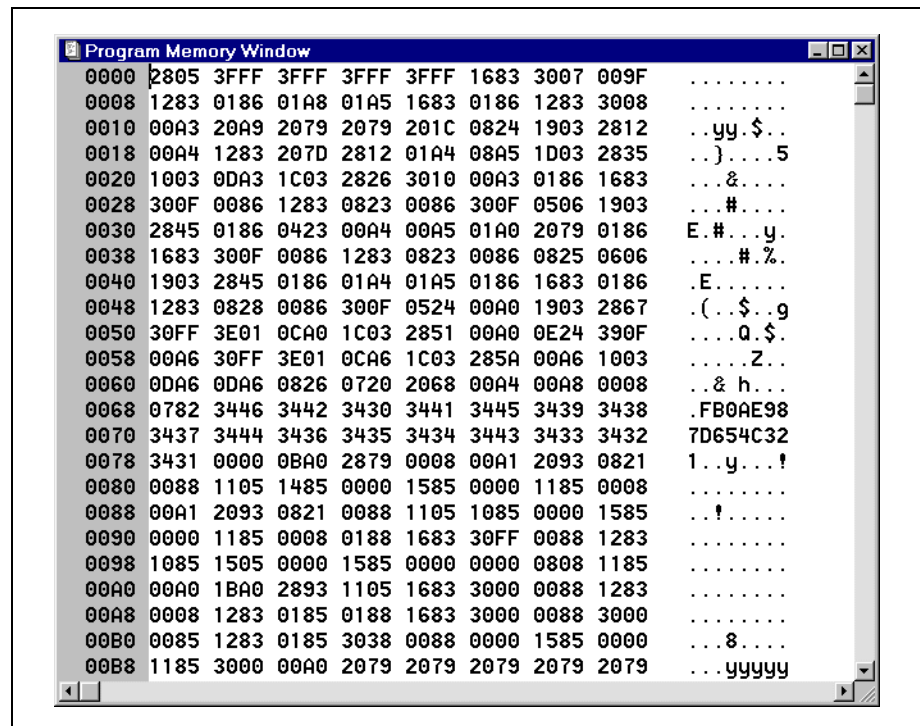 Program Memory Window
0000 2805 3FFF 3FFF 3FFF 3FFF 1683 3007 009F ........
0008 1283 0186 01A8 01A5 1683 0186 1283 3008 ........
0010 00A3 20A9 2079 2079 201C 0824 1903 2812 ..yy.$..
0018 00A4 1283 207D 2812 01A4 08A5 1D03 2835 ..}....5
0020 1003 0DA3 1C03 2826 3010 00A3 0186 1683 ...&....
0028 300F 0086 1283 0823 0086 300F 0506 1903 ...#....
0030 2845 0186 0423 00A4 00A5 01A0 2079 0186 E.#...y.
0038 1683 300F 0086 1283 0823 0086 0825 0606 ....#.%.
0040 1903 2845 0186 01A4 01A5 0186 1683 0186 .E......
0048 1283 0828 0086 300F 0524 00A0 1903 2867 .(..$..g
0050 30FF 3E01 0CA0 1C03 2851 00A0 0E24 390F ....Q.$.
0058 00A6 30FF 3E01 0CA6 1C03 285A 00A6 1003 .....Z..
0060 0DA6 0DA6 0826 0720 2068 00A4 00A8 0008 ..& h...
0068 0782 3446 3442 3430 3441 3445 3439 3438 .FB0AE98
0070 3437 3444 3436 3435 3434 3443 3433 3432 7D654C32
0078 3431 0000 0BA0 2879 0008 00A1 2093 0821 1..y...!
0080 0088 1105 1485 0000 1585 0000 1185 0008 ........
0088 00A1 2093 0821 0088 1105 1085 0000 1585 ..!.....
0090 0000 1185 0008 0188 1683 30FF 0088 1283 ........
0098 1085 1505 0000 1585 0000 0000 0808 1185 ........
00A0 00A0 1BA0 2893 1105 1683 3000 0088 1283 ........
00A8 0008 1283 0185 0188 1683 3000 0088 3000 ........
00B0 0085 1283 0185 3038 0088 0000 1585 0000 ...8....
00B8 1185 3000 00A0 2079 2079 2079 2079 2079 ...yyyyy